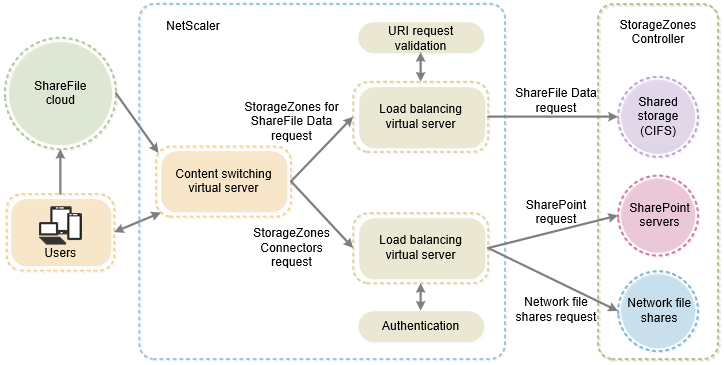 NetScaler
URI request
validation
StorageZones
Controller
ShareFile
cloud
StorageZones for
ShareFile Data
request
Load balancing
virtual server
ShareFile Data
request
Shared
storage
(CIFS)
Content switching
virtual server
Users
StorageZones
Connectors
request
Load balancing
virtual server
SharePoint
request
SharePoint
servers
Network file
shares request
Network file
shares
Authentication